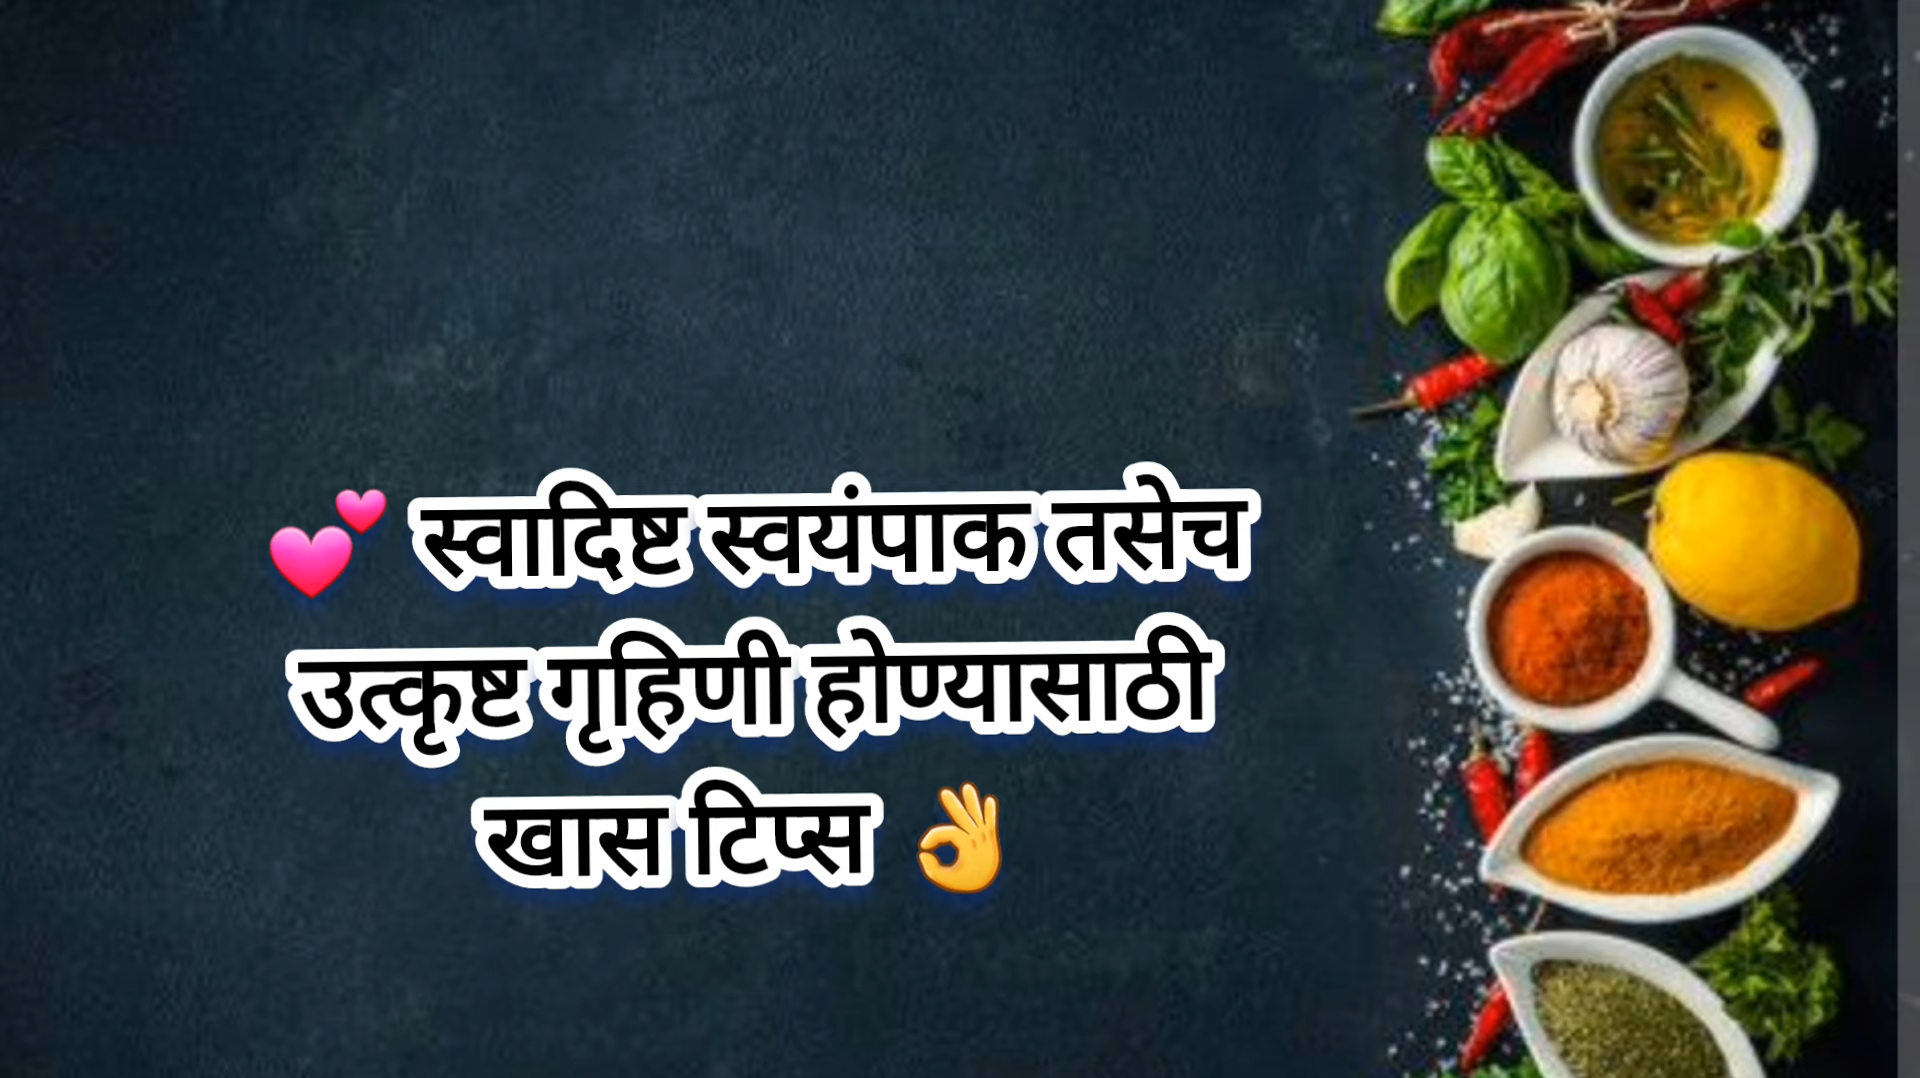 💕 स्वादिष्ट स्वयंपाक तसेच
उत्कृष्ट गृहिणी होण्यासाठी
खास टिप्स 👌